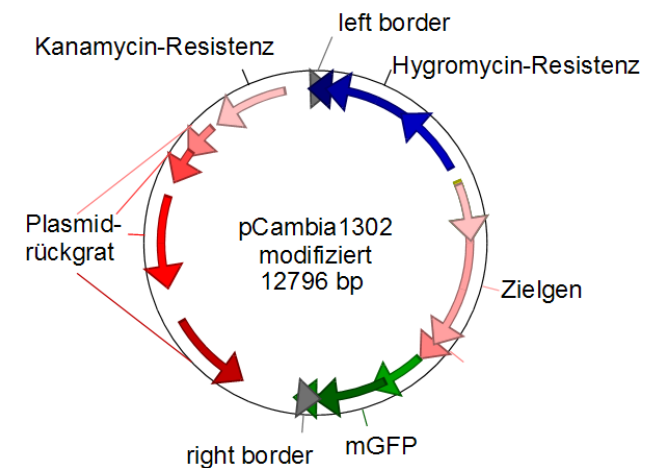 left border
Kanamycin-Resistenz
Hygromycin-Resistenz
Plasmid-
rückgrat
pCambia1302
modifiziert
12796 bp
Zielgen
mGFP
right border